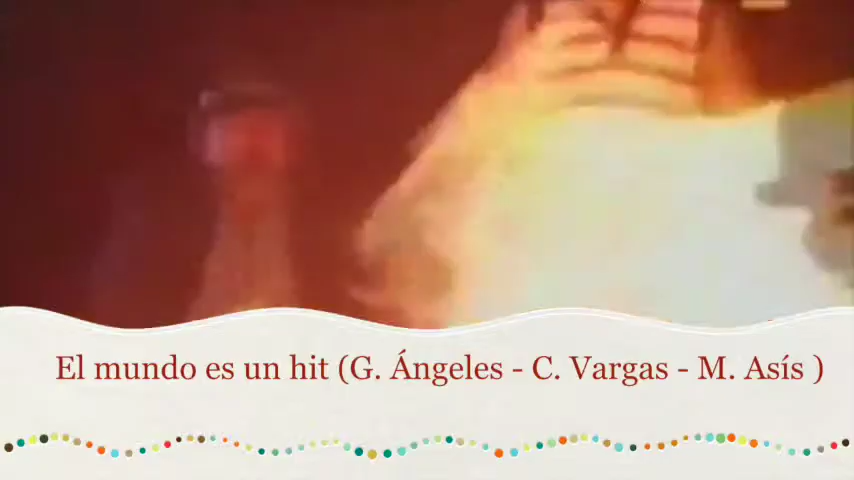 El mundo es un hit (G. Ángeles - C. Vargas - M. Asís )